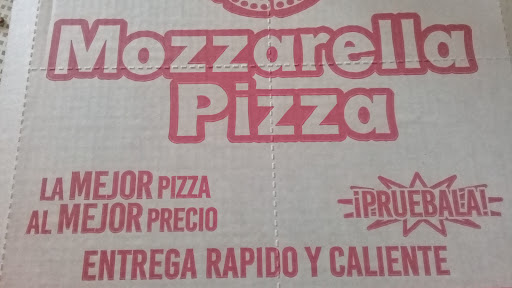 Mozzarella
Pizza
LA MEJOR PIZZA
AL MEJOR PRECIO
¡PRUEBALA!
ENTREGA RAPIDO Y CALIENTE